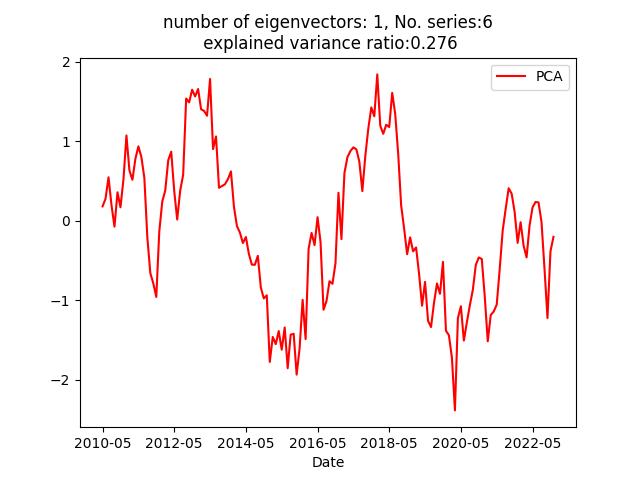 number of eigenvectors: 1, No. series:6
explained variance ratio:0.276
PCA
2
1
0
−1
−2
2010-05 2012-05 2014-05 2016-05 2018-05 2020-05 2022-05
Date